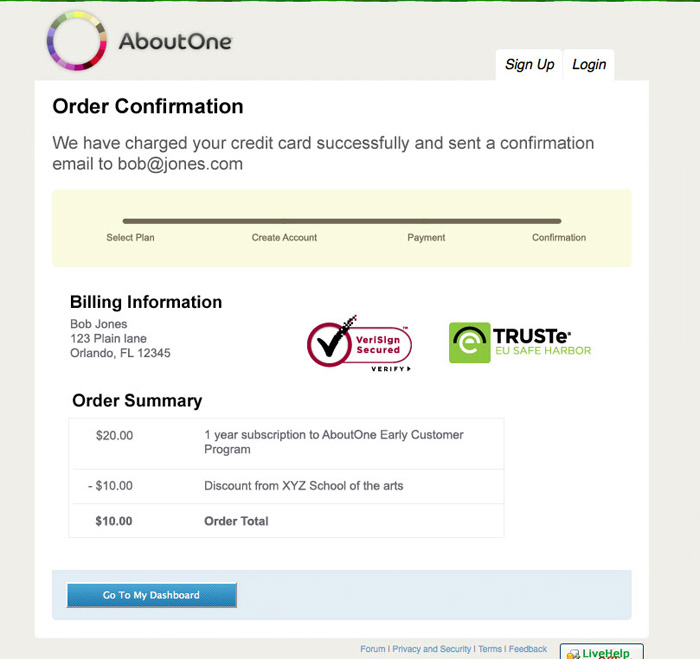 AboutOne
Sign Up
Login
Order Confirmation
We have charged your credit card successfully and sent a confirmation
email to bob@jones.com
Select Plan
Create Account
Payment
Confirmation
Billing Information
Bob Jones
123 Plain lane
Orlando, FL 12345
VeriSign™
Secured
VERIFY
TRUSTe
EU SAFE HARBOR
Order Summary
$20.00 1 year subscription to AboutOne Early Customer
Program
- $10.00 Discount from XYZ School of the arts
$10.00 Order Total
Go To My Dashboard
Forum | Privacy and Security | Terms | Feedback
LiveHelp